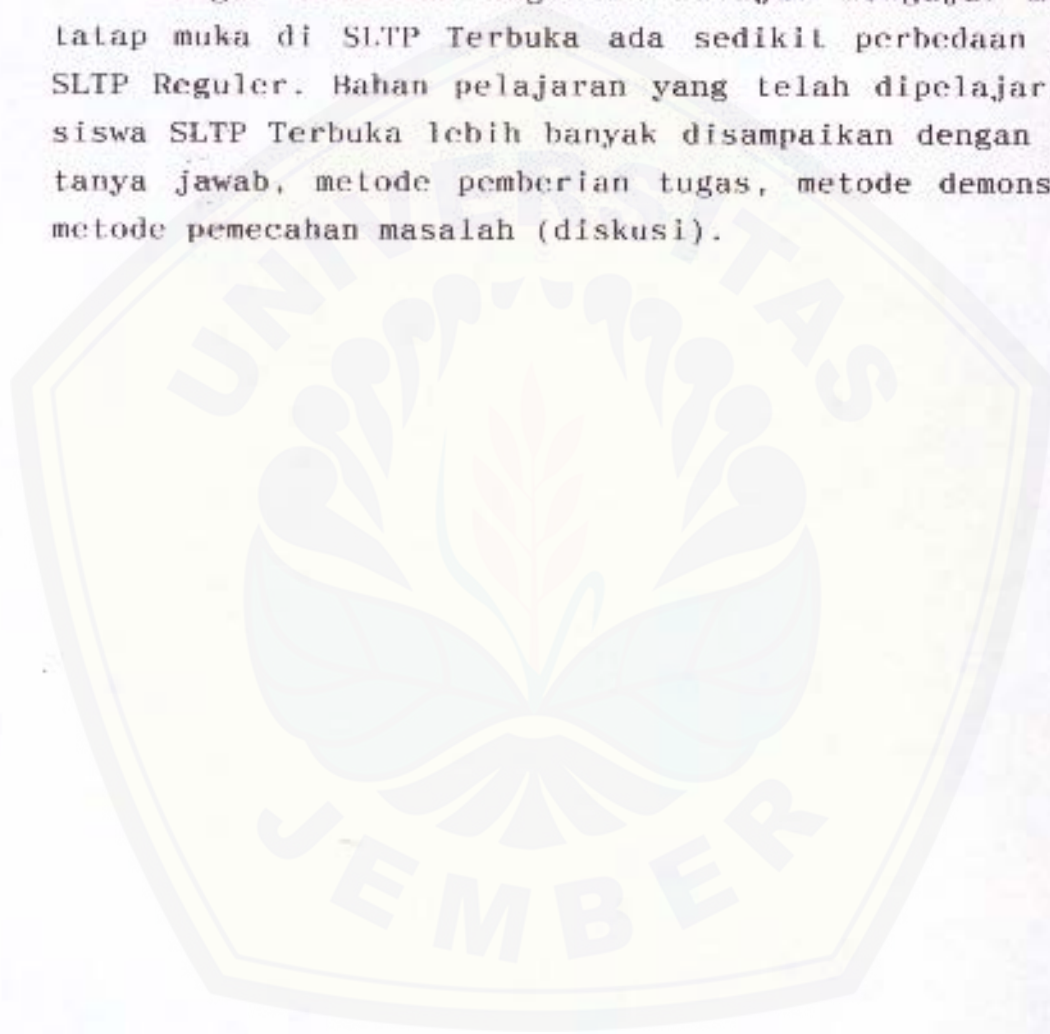 tatap muka di SLTP Terbuka ada sedikit perbedaan
SLTP Reguler. Bahan pelajaran yang telah dipelajar
siswa SLTP Terbuka lebih banyak disampaikan dengan
tanya jawab, metode pemberian tugas, metode demons
metode pemecahan masalah (diskusi).
UNIVERSITAS
JEMBER